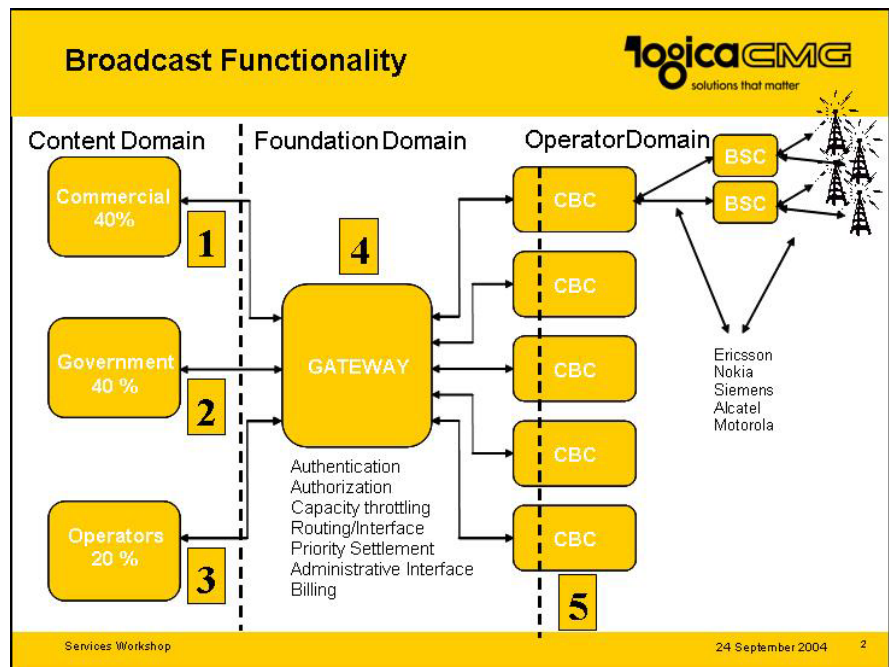 Broadcast Functionality
logicaCMG
solutions that matter
Content Domain
Foundation Domain
OperatorDomain
Commercial
40%
1
Government
40 %
2
Operators
20 %
3
4
GATEWAY
Authentication
Authorization
Capacity throttling
Routing/Interface
Priority Settlement
Administrative Interface
Billing
CBC
CBC
CBC
CBC
CBC
5
BSC
BSC
Ericsson
Nokia
Siemens
Alcatel
Motorola
Services Workshop
24 September 2004
2